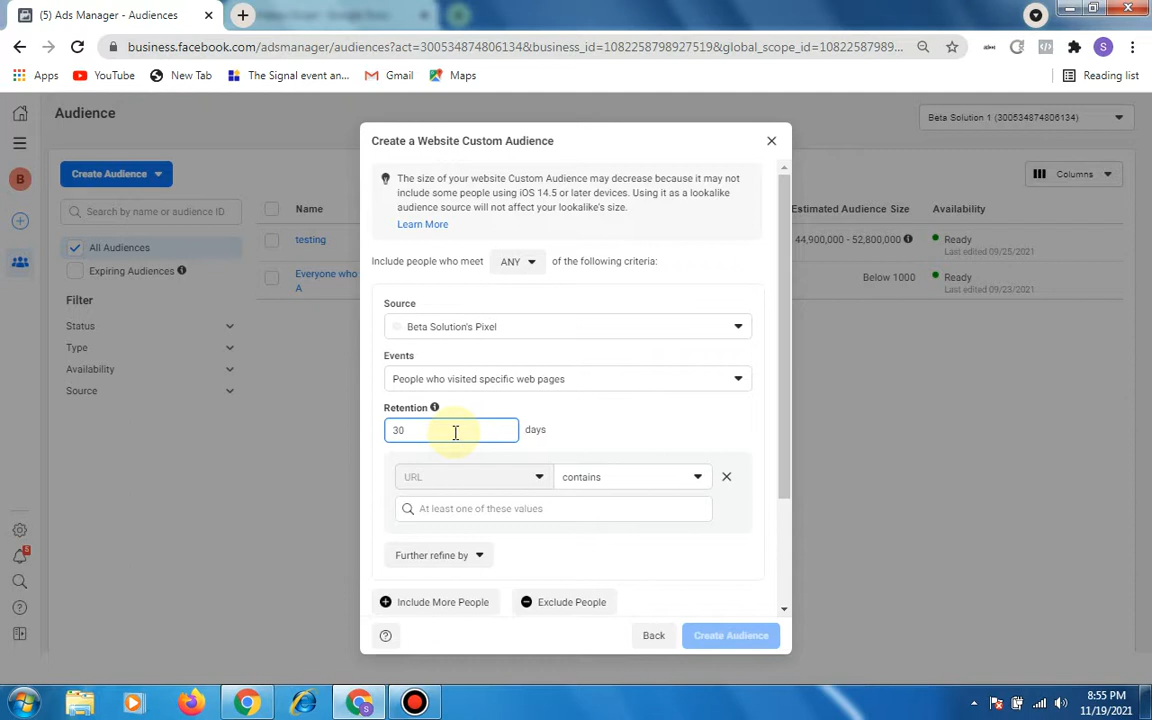 (5) Ads Manager - Audiences
business.facebook.com/adsmanager/audiences?act=300534874806134&business_id=1082258798927519&global_scope_id=10822587989...
S
Apps
YouTube
New Tab
The Signal event an...
Gmail
Maps
Reading list
Audience
Beta Solution 1 (300534874806134)
B
Create Audience
Columns
Search by name or audience ID
Name
Estimated Audience Size
Availability
All Audiences
testing
44,900,000 - 52,800,000
Ready
Last edited 09/25/2021
Expiring Audiences
Everyone who
A
Below 1000
Ready
Last edited 09/23/2021
Filter
Status
Type
Availability
Source
Create a Website Custom Audience
The size of your website Custom Audience may decrease because it may not
include some people using iOS 14.5 or later devices. Using it as a lookalike
audience source will not affect your lookalike's size.
Learn More
Include people who meet ANY of the following criteria:
Source
Beta Solution's Pixel
Events
People who visited specific web pages
Retention
30 days
URL contains
At least one of these values
Further refine by
Include More People
Exclude People
Back
Create Audience
8:55 PM
11/19/2021